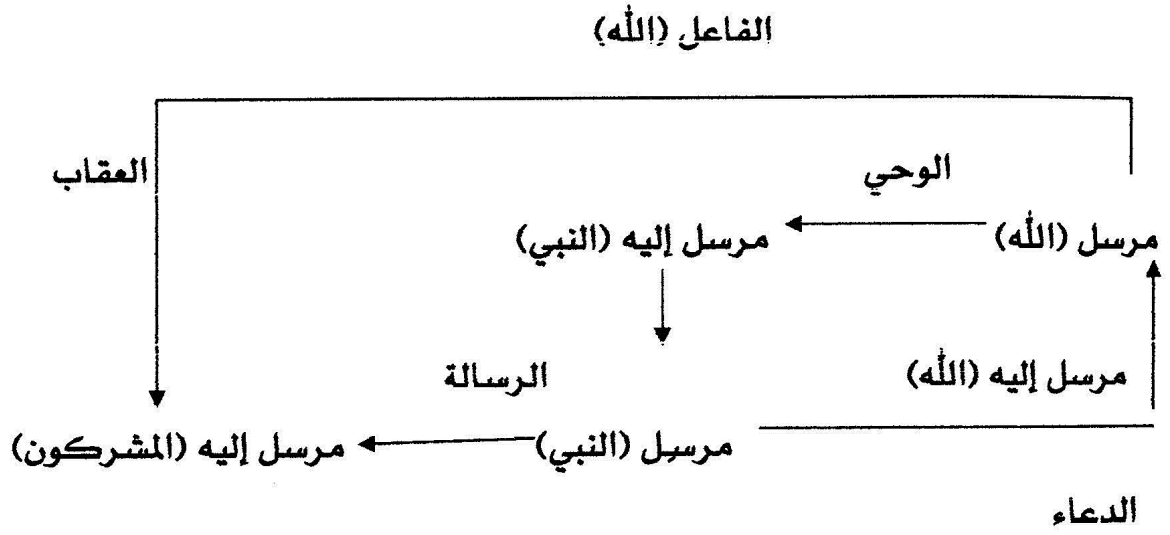 الفاعل (الله)
العقاب
الوحي
مرسل (الله)
مرسل إليه (النبي)
الرسالة
مرسل إليه (الله)
مرسل (النبي)
مرسل إليه (المشركون)
الدعاء